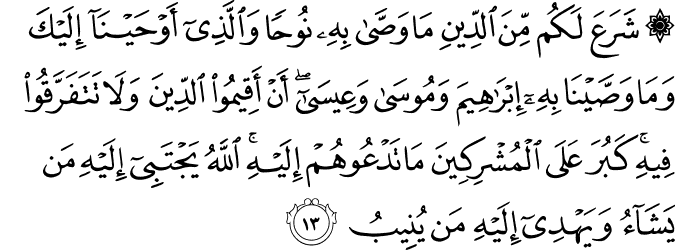 ۞ شَرَعَ لَكُم مِّنَ ٱلدِّينِ مَا وَصَّىٰ بِهِۦ نُوحًا وَٱلَّذِىٓ أَوْحَيْنَآ إِلَيْكَ
وَمَا وَصَّيْنَا بِهِۦٓ إِبْرَٰهِيمَ وَمُوسَىٰ وَعِيسَىٰٓ ۖ أَنْ أَقِيمُوا۟ ٱلدِّينَ وَلَا تَتَفَرَّقُوا۟
فِيهِ ۚ كَبُرَ عَلَى ٱلْمُشْرِكِينَ مَا تَدْعُوهُمْ إِلَيْهِ ۚ ٱللَّهُ يَجْتَبِىٓ إِلَيْهِ مَن
يَشَآءُ وَيَهْدِىٓ إِلَيْهِ مَن يُنِيبُ ١٣